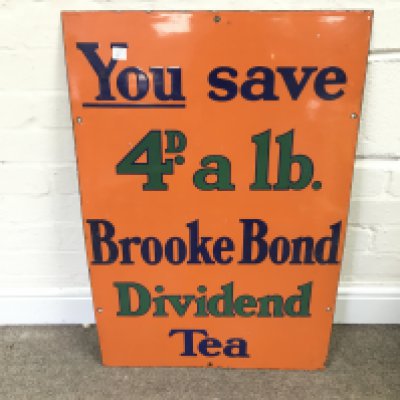 You save
4D. a lb.
Brooke Bond
Dividend
Tea